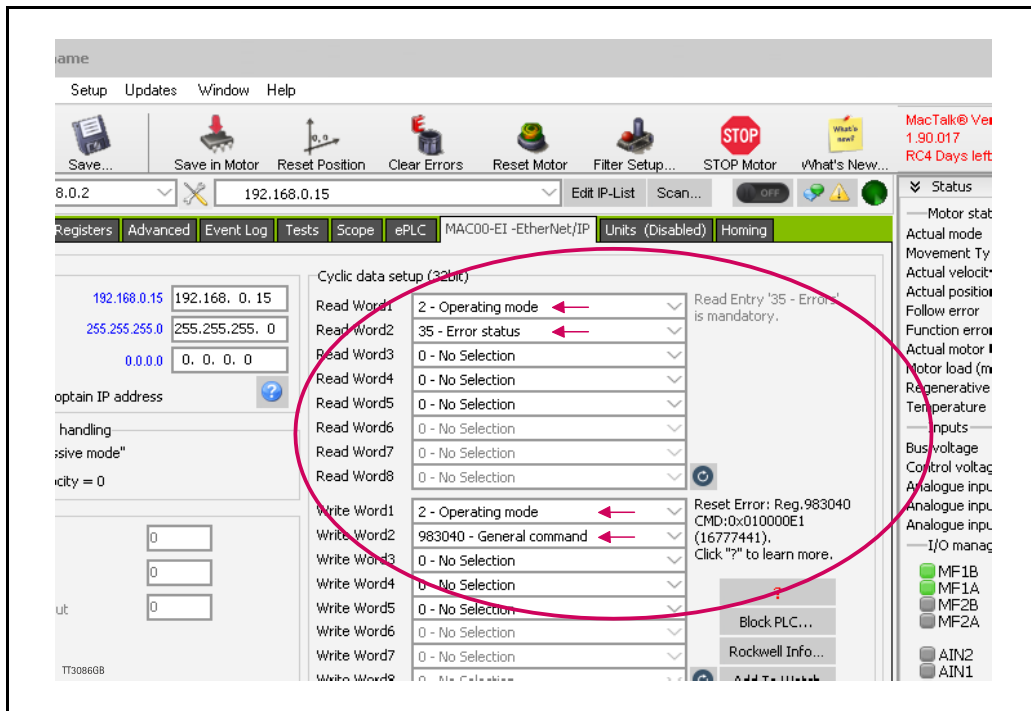 ame
Setup Updates Window Help
Save... Save in Motor Reset Position Clear Errors Reset Motor Filter Setup... STOP Motor What's New...
STOP
What's new?
MacTalk® Ver
1.90.017
RC4 Days left
8.0.2 192.168.0.15 Edit IP-List Scan... OFF
Status
Registers Advanced Event Log Tests Scope ePLC MAC00-EI -EtherNet/IP Units (Disabled) Homing
Motor stat
Actual mode
Movement Ty
Actual velocit
Actual position
Follow error
Function error
Actual motor
Motor load (m
Regenerative
Temperature
Inputs
Bus voltage
Control voltag
Analogue inpu
Analogue inpu
Analogue inpu
I/O manag
MF1B
MF1A
MF2B
MF2A
AIN2
AIN1
192.168.0.15 192.168. 0. 15
255.255.255.0 255.255.255. 0
0.0.0.0 0. 0. 0. 0
optain IP address
handling
ssive mode"
ocity = 0
0
0
ut 0
TT3086GB
Cyclic data setup (32bit)
Read Word1 2 - Operating mode
Read Word2 35 - Error status
Read Word3 0 - No Selection
Read Word4 0 - No Selection
Read Word5 0 - No Selection
Read Word6 0 - No Selection
Read Word7 0 - No Selection
Read Word8 0 - No Selection
Read Entry '35 - Errors'
is mandatory.
Write Word1 2 - Operating mode
Write Word2 983040 - General command
Write Word3 0 - No Selection
Write Word4 0 - No Selection
Write Word5 0 - No Selection
Write Word6 0 - No Selection
Write Word7 0 - No Selection
Write Word8 0 - No Selection
Reset Error: Reg.983040
CMD:0x010000E1
(16777441).
Click "?" to learn more.
?
Block PLC...
Rockwell Info...
Add To Watch